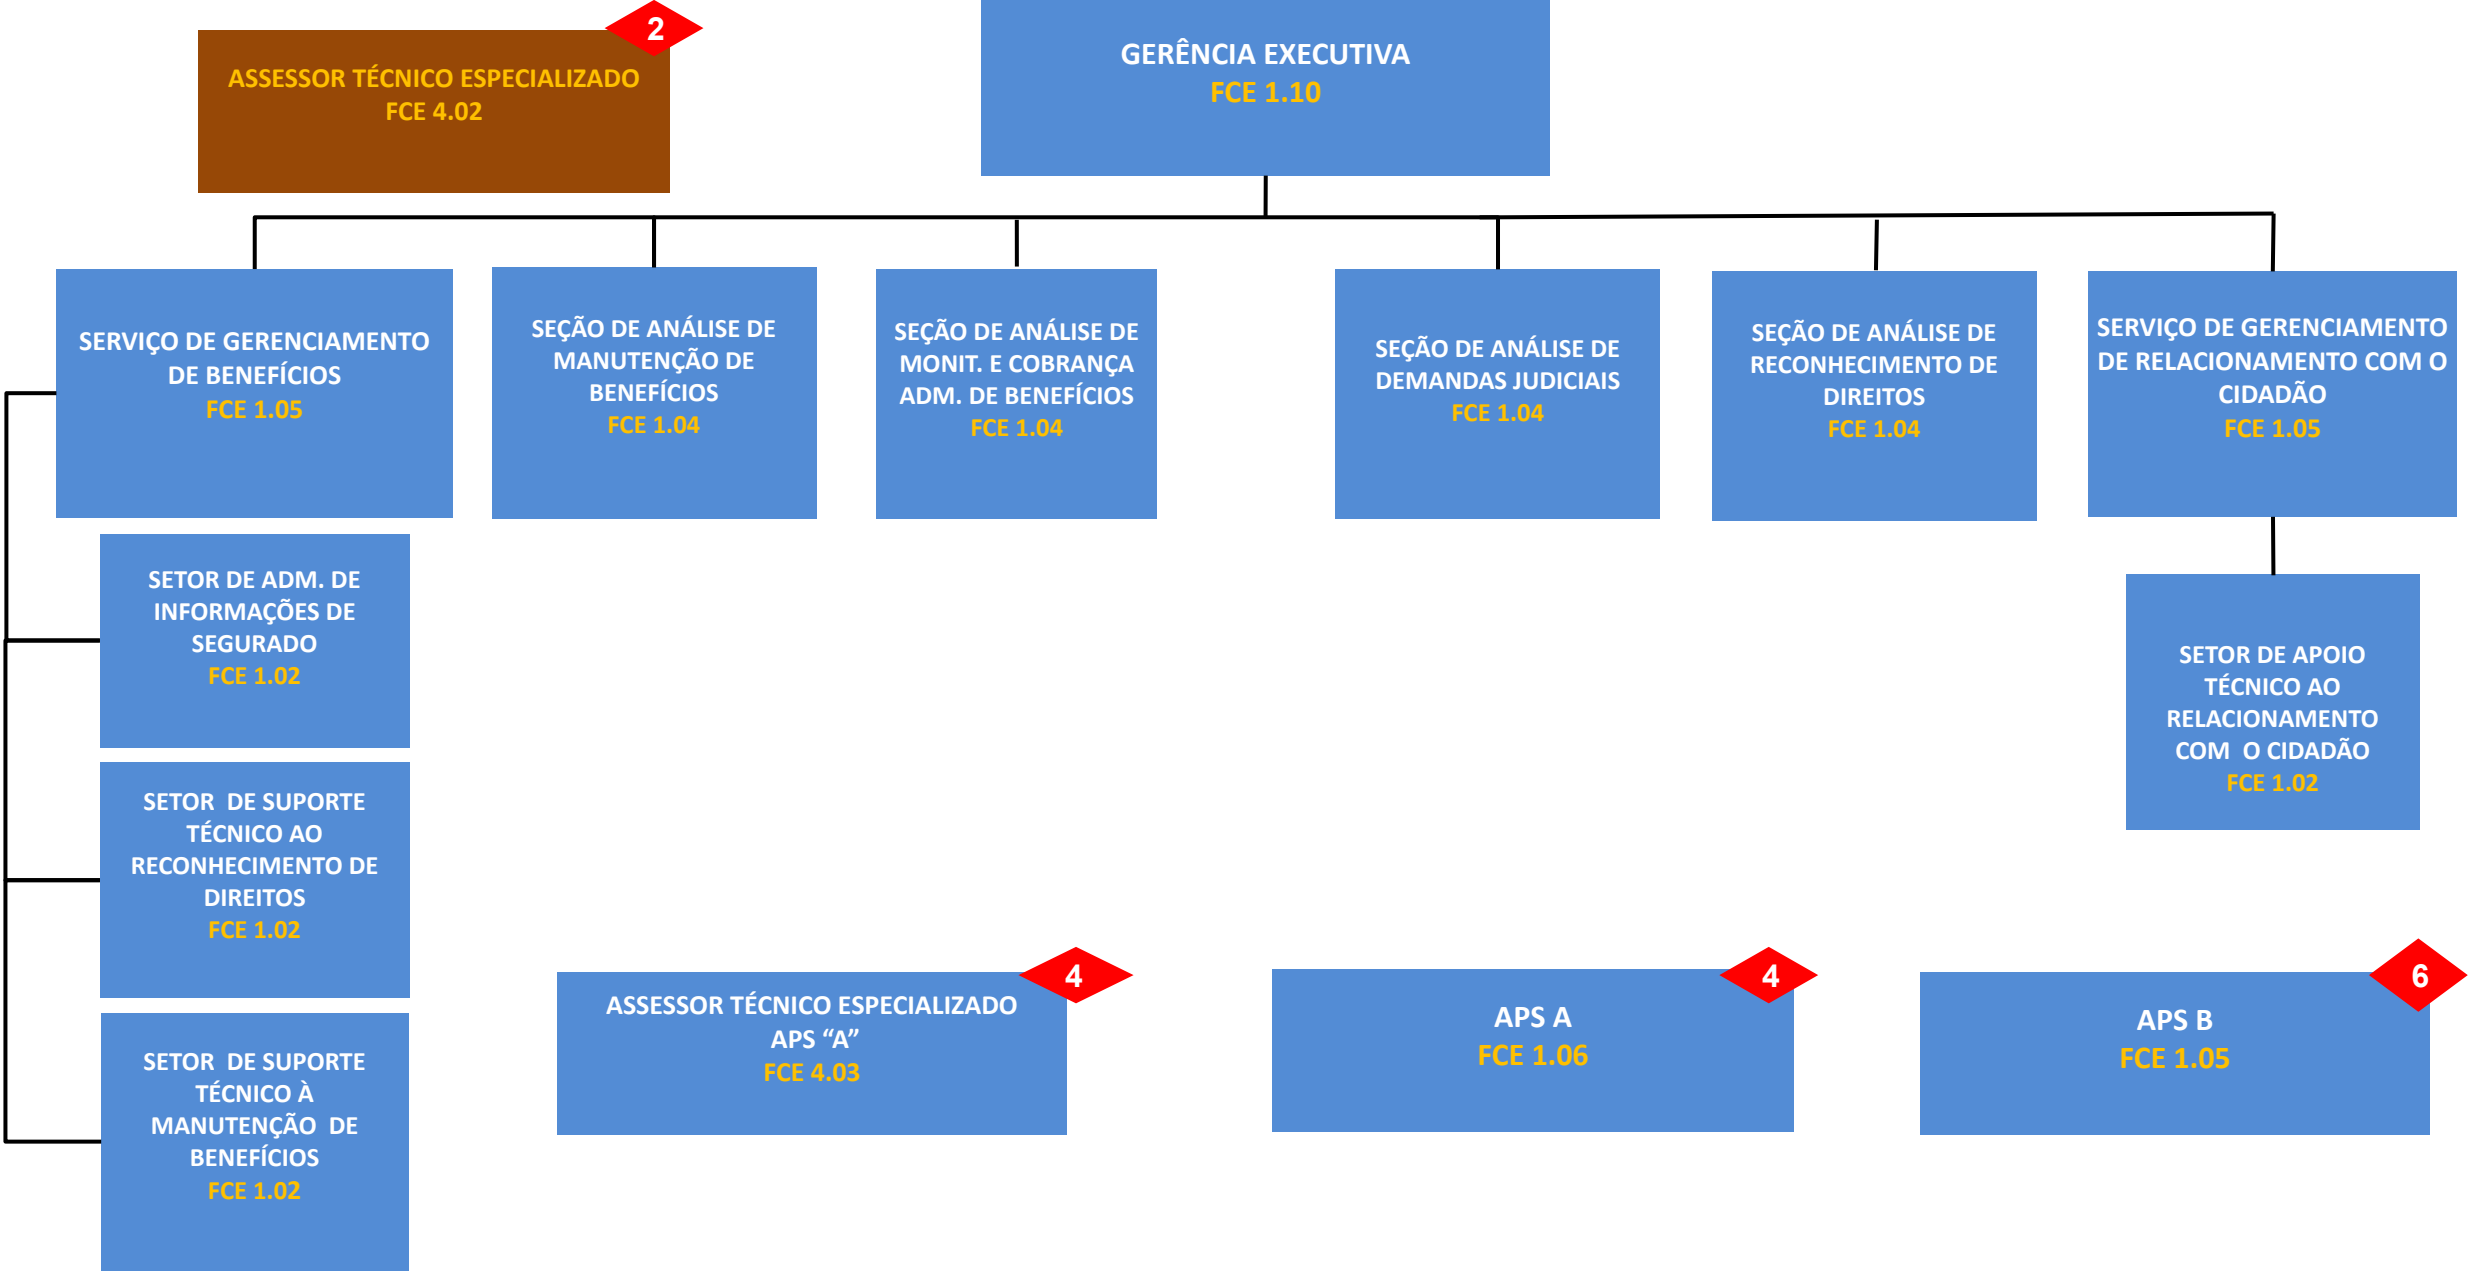 2
ASSESSOR TÉCNICO ESPECIALIZADO
FCE 4.02
GERÊNCIA EXECUTIVA
FCE 1.10
SERVIÇO DE GERENCIAMENTO
DE BENEFÍCIOS
FCE 1.05
SEÇÃO DE ANÁLISE DE
MANUTENÇÃO DE
BENEFÍCIOS
FCE 1.04
SEÇÃO DE ANÁLISE DE
MONIT. E COBRANÇA
ADM. DE BENEFÍCIOS
FCE 1.04
SEÇÃO DE ANÁLISE DE
DEMANDAS JUDICIAIS
FCE 1.04
SEÇÃO DE ANÁLISE DE
RECONHECIMENTO DE
DIREITOS
FCE 1.04
SERVIÇO DE GERENCIAMENTO
DE RELACIONAMENTO COM O
CIDADÃO
FCE 1.05
SETOR DE ADM. DE
INFORMAÇÕES DE
SEGURADO
FCE 1.02
SETOR DE APOIO
TÉCNICO AO
RELACIONAMENTO
COM  O CIDADÃO
FCE 1.02
SETOR  DE SUPORTE
TÉCNICO AO
RECONHECIMENTO DE
DIREITOS
FCE 1.02
SETOR  DE SUPORTE
TÉCNICO À
MANUTENÇÃO  DE
BENEFÍCIOS
FCE 1.02
4
ASSESSOR TÉCNICO ESPECIALIZADO
APS “A”
FCE 4.03
4
APS A
FCE 1.06
6
APS B
FCE 1.05